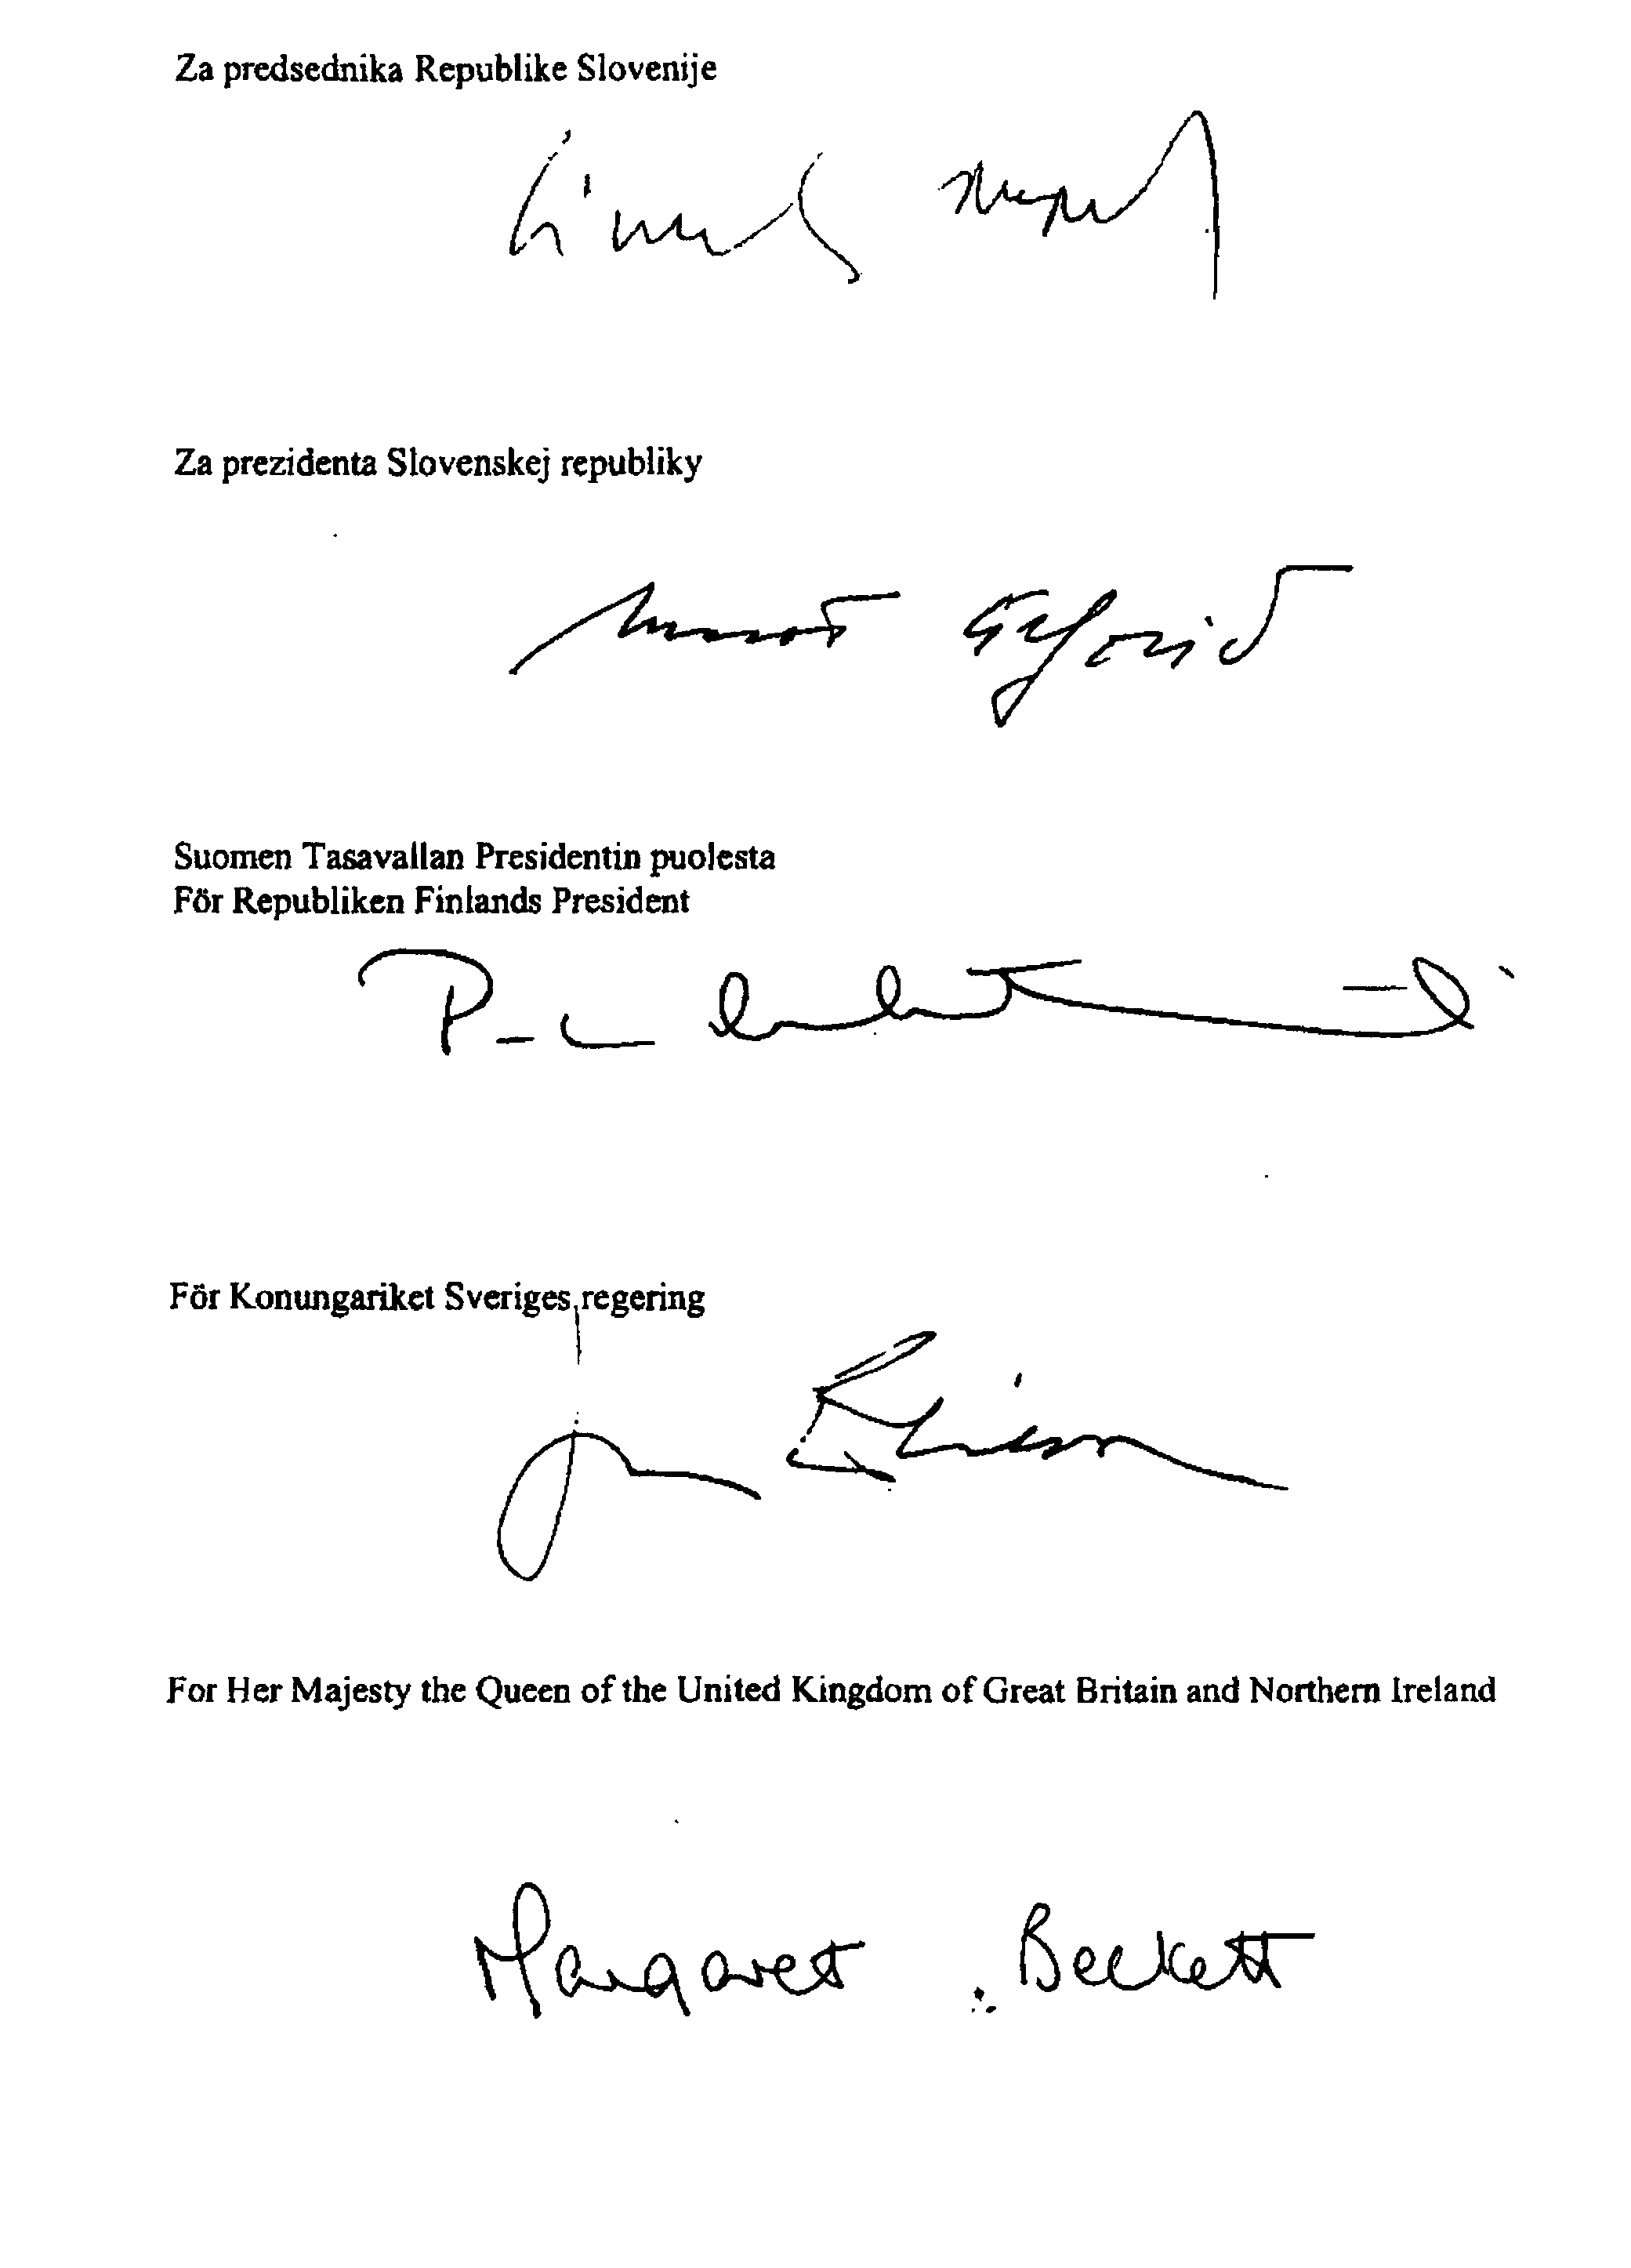 Za predsednika Republike Slovenije
Za prezidenta Slovenskej republiky
Suomen Tasavallan Presidentin puolesta
För Republiken Finlands President
För Konungariket Sveriges regering
For Her Majesty the Queen of the United Kingdom of Great Britain and Northern Ireland
Margaret Beckett